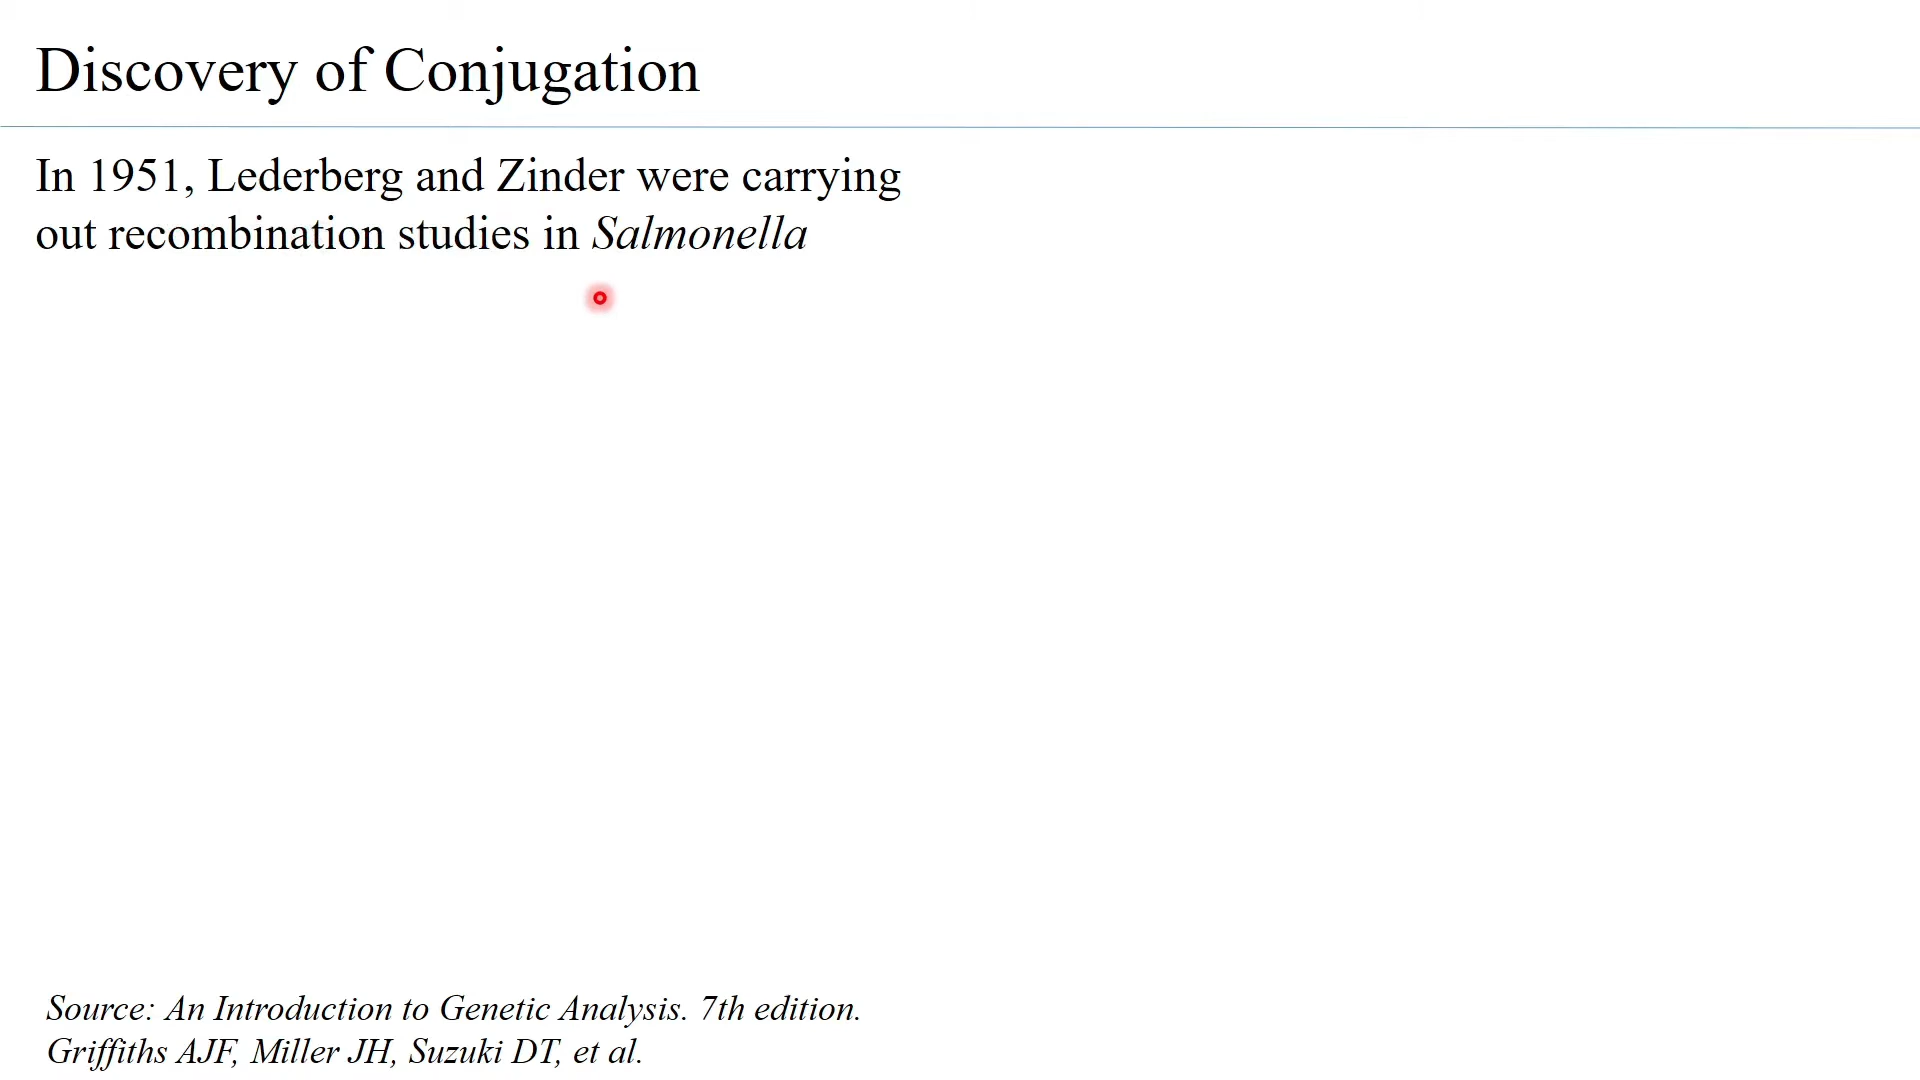 Discovery of Conjugation
In 1951, Lederberg and Zinder were carrying
out recombination studies in Salmonella
Source: An Introduction to Genetic Analysis. 7th edition.
Griffiths AJF, Miller JH, Suzuki DT, et al.